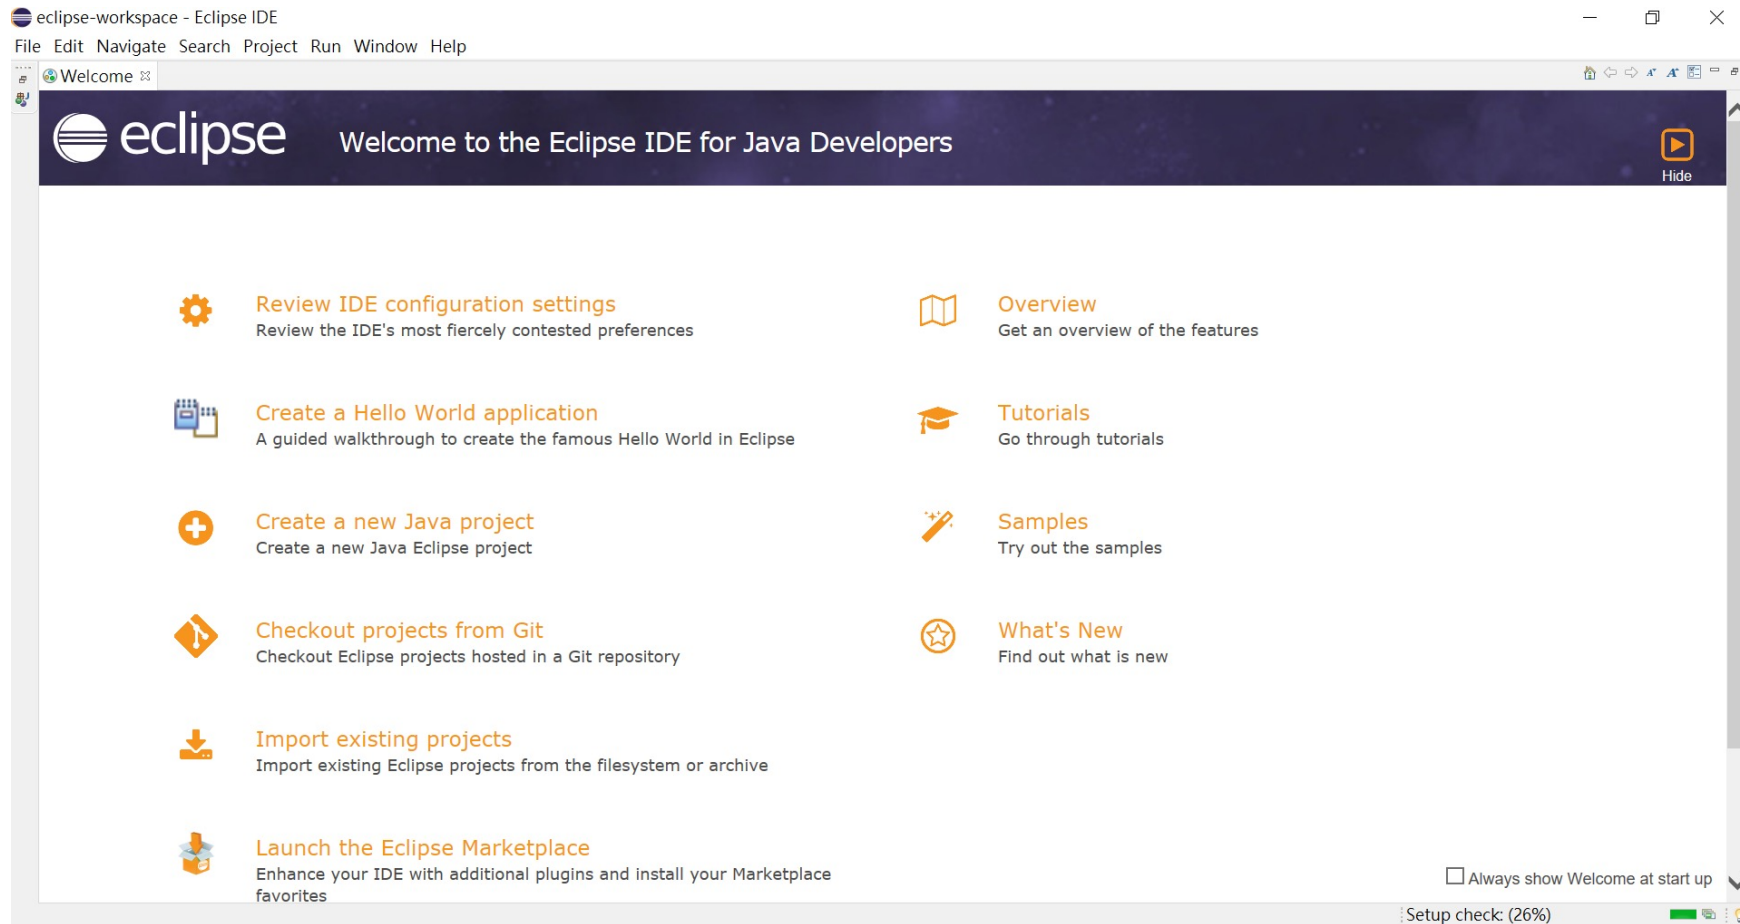 eclipse-workspace - Eclipse IDE
File Edit Navigate Search Project Run Window Help
Welcome
eclipse Welcome to the Eclipse IDE for Java Developers
Hide
Review IDE configuration settings
Review the IDE's most fiercely contested preferences
Overview
Get an overview of the features
Create a Hello World application
A guided walkthrough to create the famous Hello World in Eclipse
Tutorials
Go through tutorials
Create a new Java project
Create a new Java Eclipse project
Samples
Try out the samples
Checkout projects from Git
Checkout Eclipse projects hosted in a Git repository
What's New
Find out what is new
Import existing projects
Import existing Eclipse projects from the filesystem or archive
Launch the Eclipse Marketplace
Enhance your IDE with additional plugins and install your Marketplace
favorites
Always show Welcome at start up
Setup check: (26%)